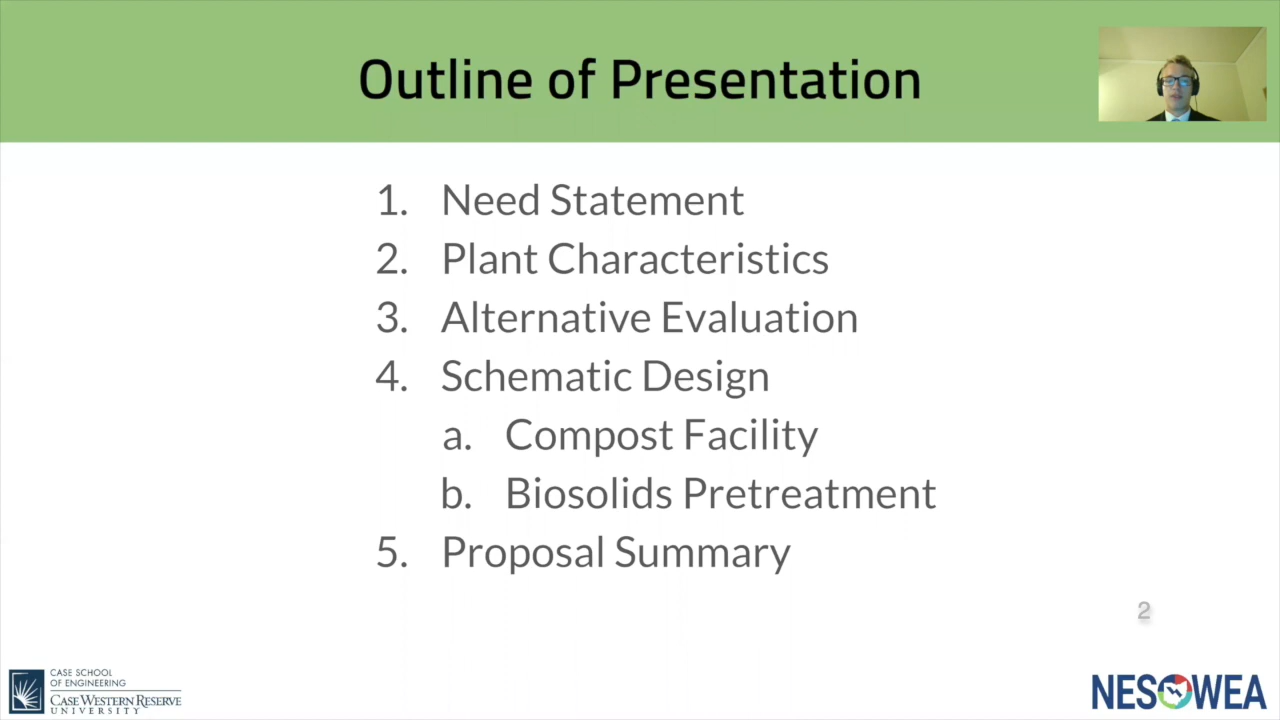 Outline of Presentation
1. Need Statement
2. Plant Characteristics
3. Alternative Evaluation
4. Schematic Design
a. Compost Facility
b. Biosolids Pretreatment
5. Proposal Summary
2
CASE SCHOOL
OF ENGINEERING
CASE WESTERN RESERVE
UNIVERSITY
NESOWEA